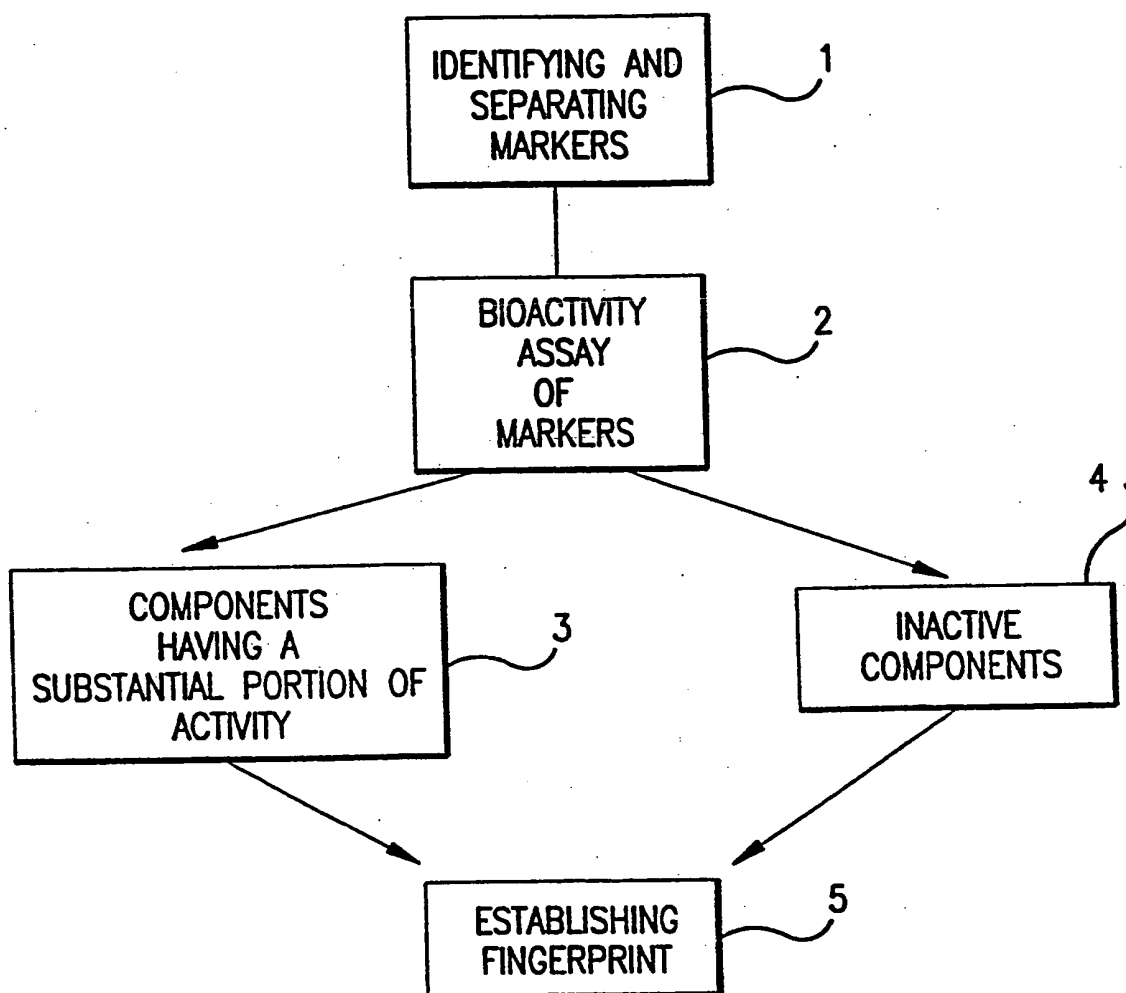 IDENTIFYING AND
SEPARATING
MARKERS
1
BIOACTIVITY
ASSAY
OF
MARKERS
2
COMPONENTS
HAVING A
SUBSTANTIAL PORTION OF
ACTIVITY
3
INACTIVE
COMPONENTS
4
ESTABLISHING
FINGERPRINT
5